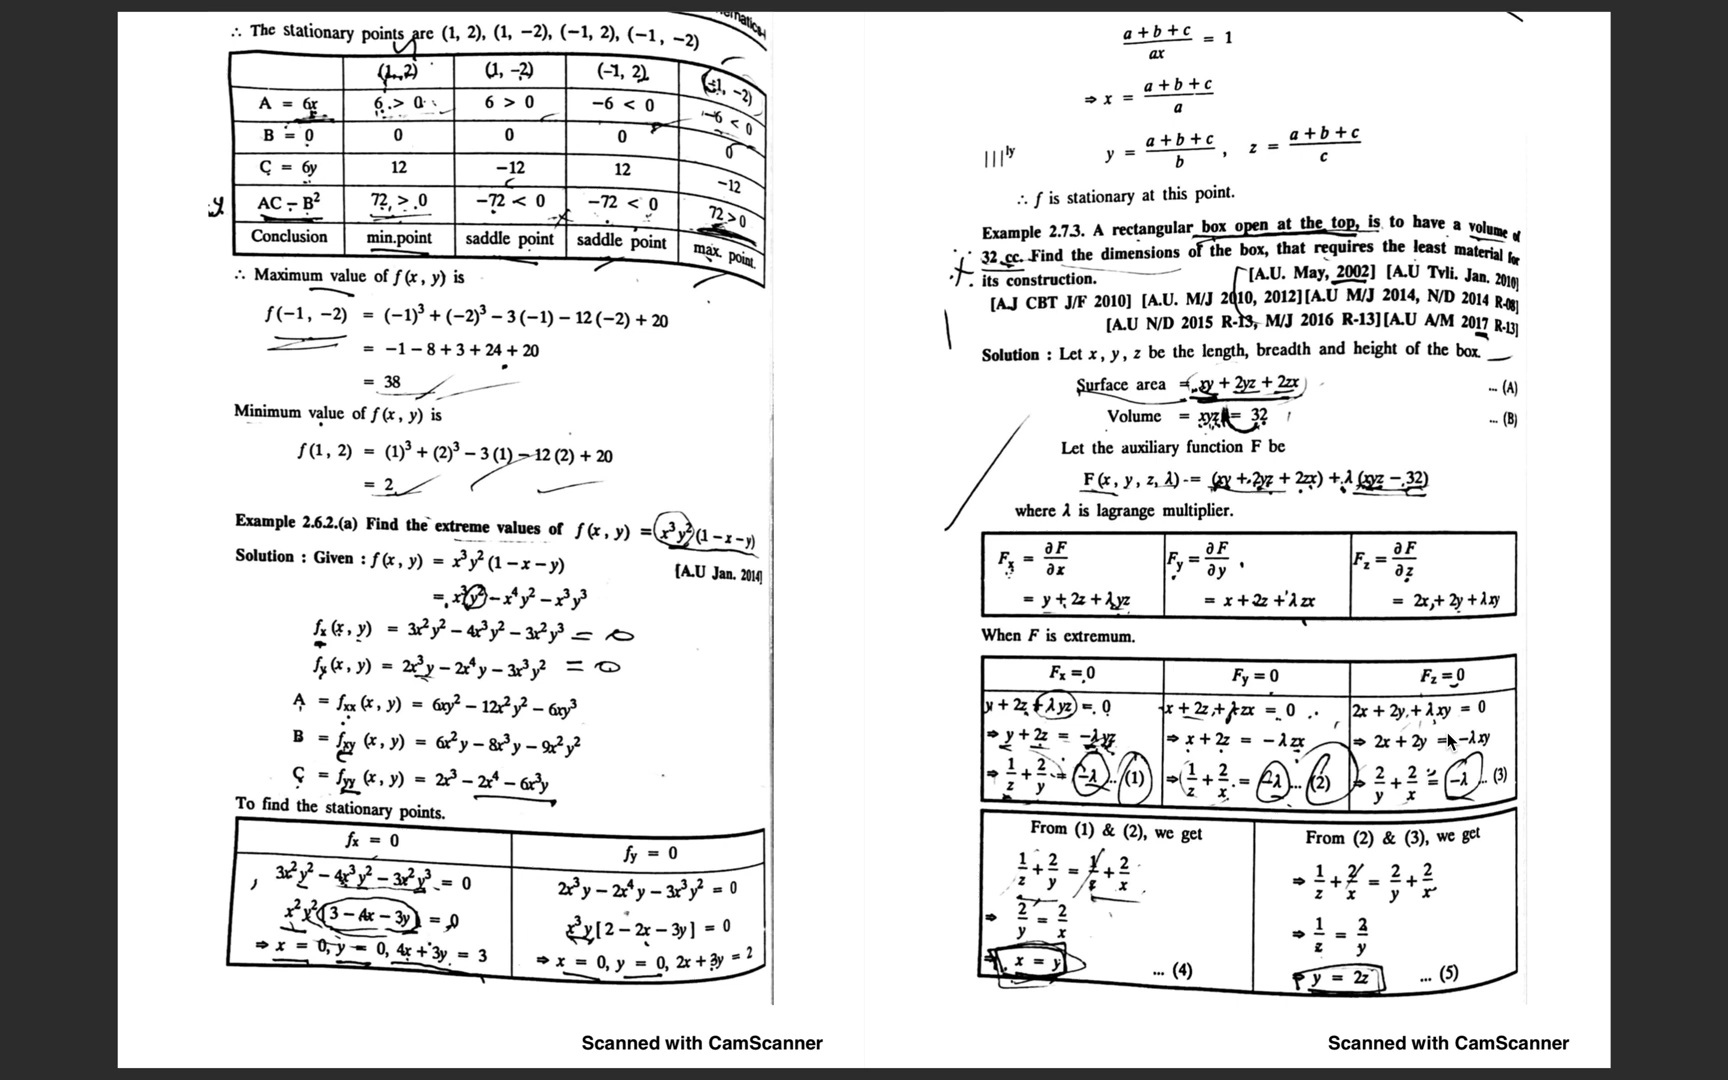 ∴ The stationary points are (1, 2), (1, −2), (−1, 2), (−1, −2)
(1, 2) (1, −2) (−1, 2) (−1, −2)
A = 6x 6 > 0 6 > 0 −6 < 0 −6 < 0
B = 0 0 0 0 0
C = 6y 12 −12 12 −12
AC − B² 72 > 0 −72 < 0 −72 < 0 72 > 0
Conclusion min.point saddle point saddle point max. point.
∴ Maximum value of f(x, y) is
f(−1, −2) = (−1)³ + (−2)³ − 3(−1) − 12(−2) + 20
= −1 − 8 + 3 + 24 + 20
= 38
Minimum value of f(x, y) is
f(1, 2) = (1)³ + (2)³ − 3(1) − 12(2) + 20
= 2
Example 2.6.2.(a) Find the extreme values of f(x, y) = x³y²(1−x−y)
[A.U Jan. 2014]
Solution : Given : f(x, y) = x³y²(1−x−y)
= x³y² − x⁴y² − x³y³
fx(x, y) = 3x²y² − 4x³y² − 3x²y³ = 0
fy(x, y) = 2x³y − 2x⁴y − 3x³y² = 0
A = fxx(x, y) = 6xy² − 12x²y² − 6xy³
B = fxy(x, y) = 6x²y − 8x³y − 9x²y²
C = fyy(x, y) = 2x³ − 2x⁴ − 6x³y
To find the stationary points.
fx = 0 fy = 0
3x²y² − 4x³y² − 3x²y³ = 0 2x³y − 2x⁴y − 3x³y² = 0
x²y²(3 − 4x − 3y) = 0 x³y[2 − 2x − 3y] = 0
⇒ x = 0, y = 0, 4x + 3y = 3 ⇒ x = 0, y = 0, 2x + 3y = 2
Scanned with CamScanner
a+b+c / ax = 1
⇒ x = a+b+c / a
|||ly y = a+b+c / b , z = a+b+c / c
∴ f is stationary at this point.
Example 2.7.3. A rectangular box open at the top, is to have a volume of
32 cc. Find the dimensions of the box, that requires the least material for
its construction. [A.U. May, 2002] [A.U Tvli. Jan. 2010]
[A.U CBT J/F 2010] [A.U. M/J 2010, 2012] [A.U M/J 2014, N/D 2014 R-08]
[A.U N/D 2015 R-13, M/J 2016 R-13] [A.U A/M 2017 R-13]
Solution : Let x, y, z be the length, breadth and height of the box.
Surface area = xy + 2yz + 2zx ... (A)
Volume = xyz = 32 ... (B)
Let the auxiliary function F be
F(x, y, z, λ) = (xy + 2yz + 2zx) + λ(xyz − 32)
where λ is lagrange multiplier.
Fx = ∂F/∂x Fy = ∂F/∂y Fz = ∂F/∂z
= y + 2z + λyz = x + 2z + λzx = 2x + 2y + λxy
When F is extremum.
Fx = 0 Fy = 0 Fz = 0
y + 2z + λyz = 0 x + 2z + λzx = 0 2x + 2y + λxy = 0
⇒ y + 2z = −λyz ⇒ x + 2z = −λzx ⇒ 2x + 2y = −λxy
⇒ 1/z + 2/y = −λ ... (1) ⇒ 1/z + 2/x = −λ ... (2) ⇒ 2/y + 2/x = −λ ... (3)
From (1) & (2), we get From (2) & (3), we get
1/z + 2/y = 1/z + 2/x ⇒ 1/z + 2/x = 2/y + 2/x
⇒ 2/y = 2/x ⇒ 1/z = 2/y
⇒ x = y ... (4) y = 2z ... (5)
Scanned with CamScanner